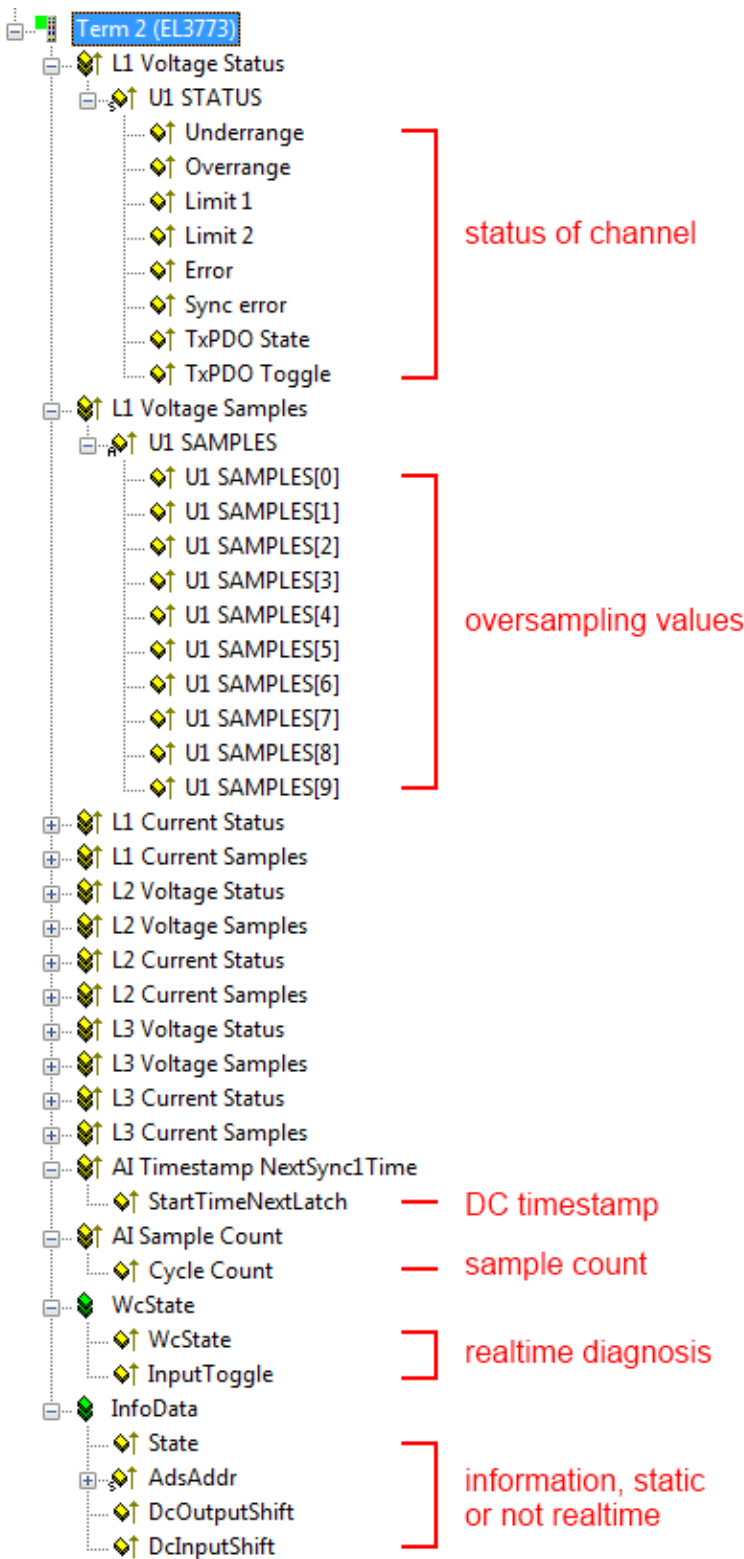 Term 2 (EL3773)
L1 Voltage Status
U1 STATUS
Underrange
Overrange
Limit 1
Limit 2
Error
Sync error
TxPDO State
TxPDO Toggle
status of channel
L1 Voltage Samples
U1 SAMPLES
U1 SAMPLES[0]
U1 SAMPLES[1]
U1 SAMPLES[2]
U1 SAMPLES[3]
U1 SAMPLES[4]
U1 SAMPLES[5]
U1 SAMPLES[6]
U1 SAMPLES[7]
U1 SAMPLES[8]
U1 SAMPLES[9]
oversampling values
L1 Current Status
L1 Current Samples
L2 Voltage Status
L2 Voltage Samples
L2 Current Status
L2 Current Samples
L3 Voltage Status
L3 Voltage Samples
L3 Current Status
L3 Current Samples
AI Timestamp NextSync1Time
StartTimeNextLatch
DC timestamp
AI Sample Count
Cycle Count
sample count
WcState
WcState
InputToggle
realtime diagnosis
InfoData
State
AdsAddr
DcOutputShift
DcInputShift
information, static
or not realtime